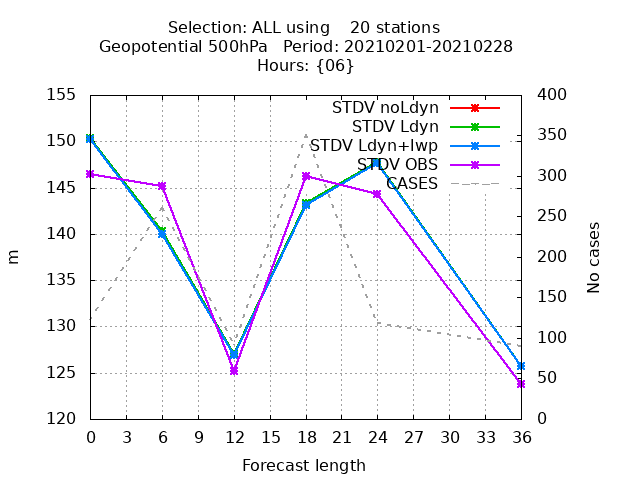 Selection: ALL using 20 stations
Geopotential 500hPa Period: 20210201-20210228
Hours: {06}
155
150
145
140
135
130
125
120
m
400
350
300
250
200
150
100
50
0
No cases
STDV noLdyn
STDV Ldyn
STDV Ldyn+lwp
STDV OBS
CASES
0 3 6 9 12 15 18 21 24 27 30 33 36
Forecast length